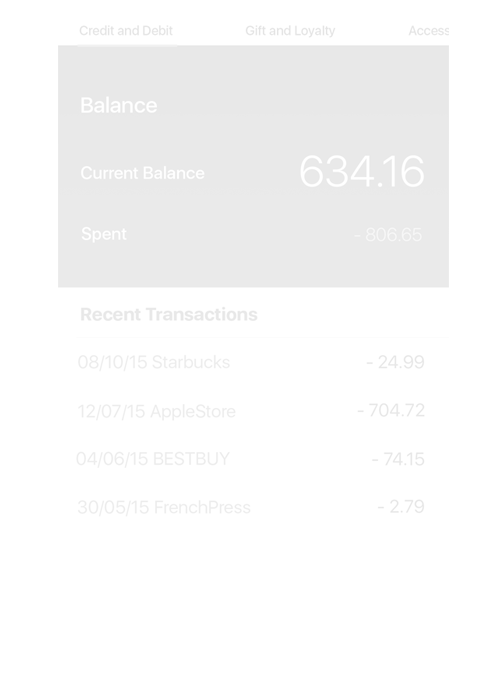 Credit and Debit Gift and Loyalty Access
Balance
Current Balance 634.16
Spent - 806.65
Recent Transactions
08/10/15 Starbucks - 24.99
12/07/15 AppleStore - 704.72
04/06/15 BESTBUY - 74.15
30/05/15 FrenchPress - 2.79